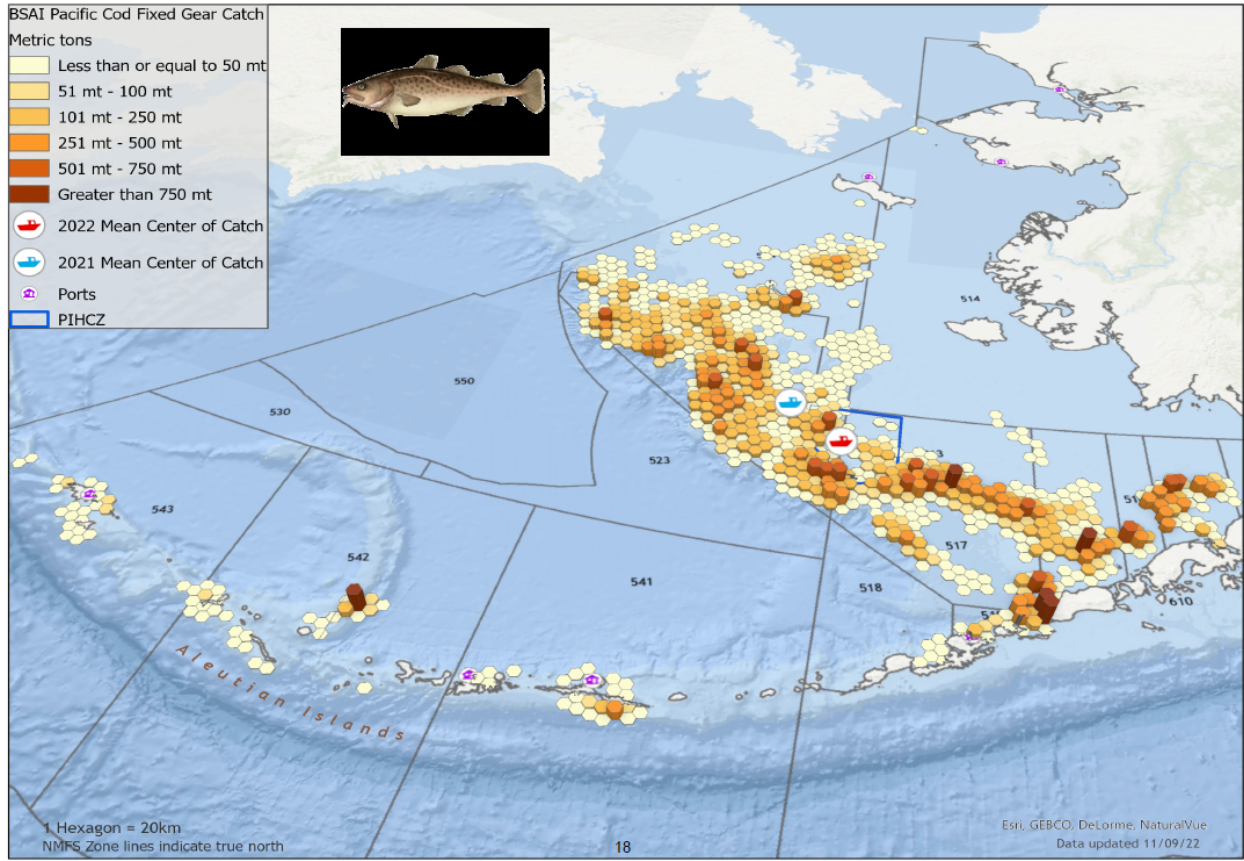 BSAI Pacific Cod Fixed Gear Catch
Metric tons
Less than or equal to 50 mt
51 mt - 100 mt
101 mt - 250 mt
251 mt - 500 mt
501 mt - 750 mt
Greater than 750 mt
2022 Mean Center of Catch
2021 Mean Center of Catch
Ports
PIHCZ
514
550
530
523
543
542
541
517
518
610
Aleutian Islands
1 Hexagon = 20km
NMFS Zone lines indicate true north
18
Esri, GEBCO, DeLorme, NaturalVue
Data updated 11/09/22